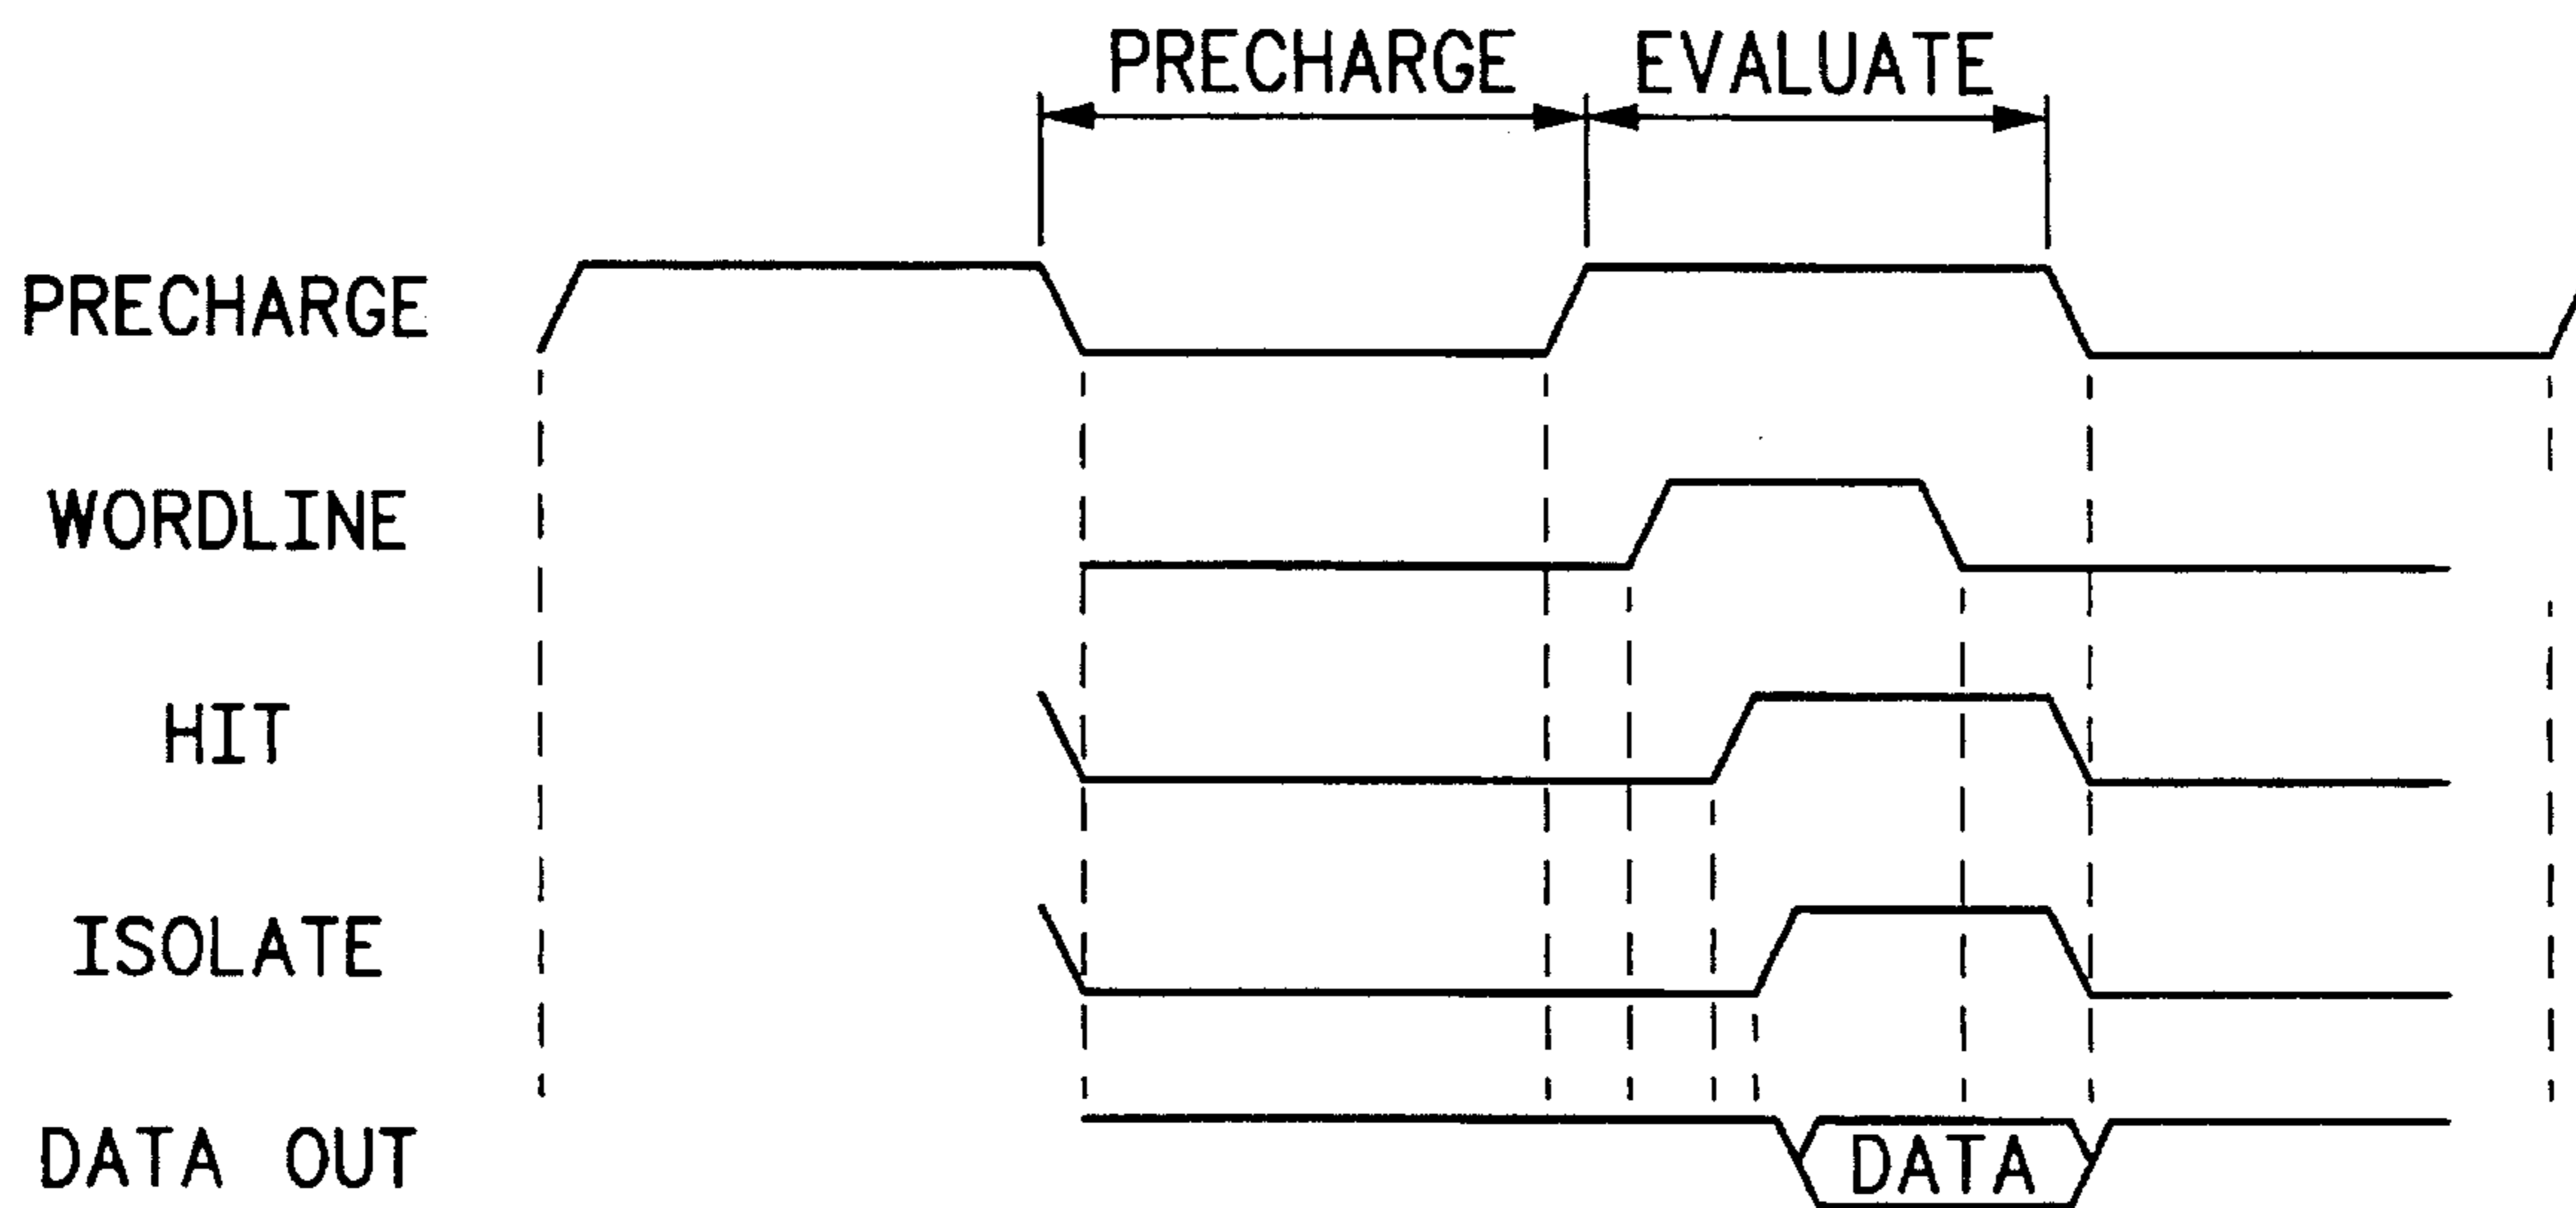 PRECHARGE EVALUATE
PRECHARGE
WORDLINE
HIT
ISOLATE
DATA OUT DATA